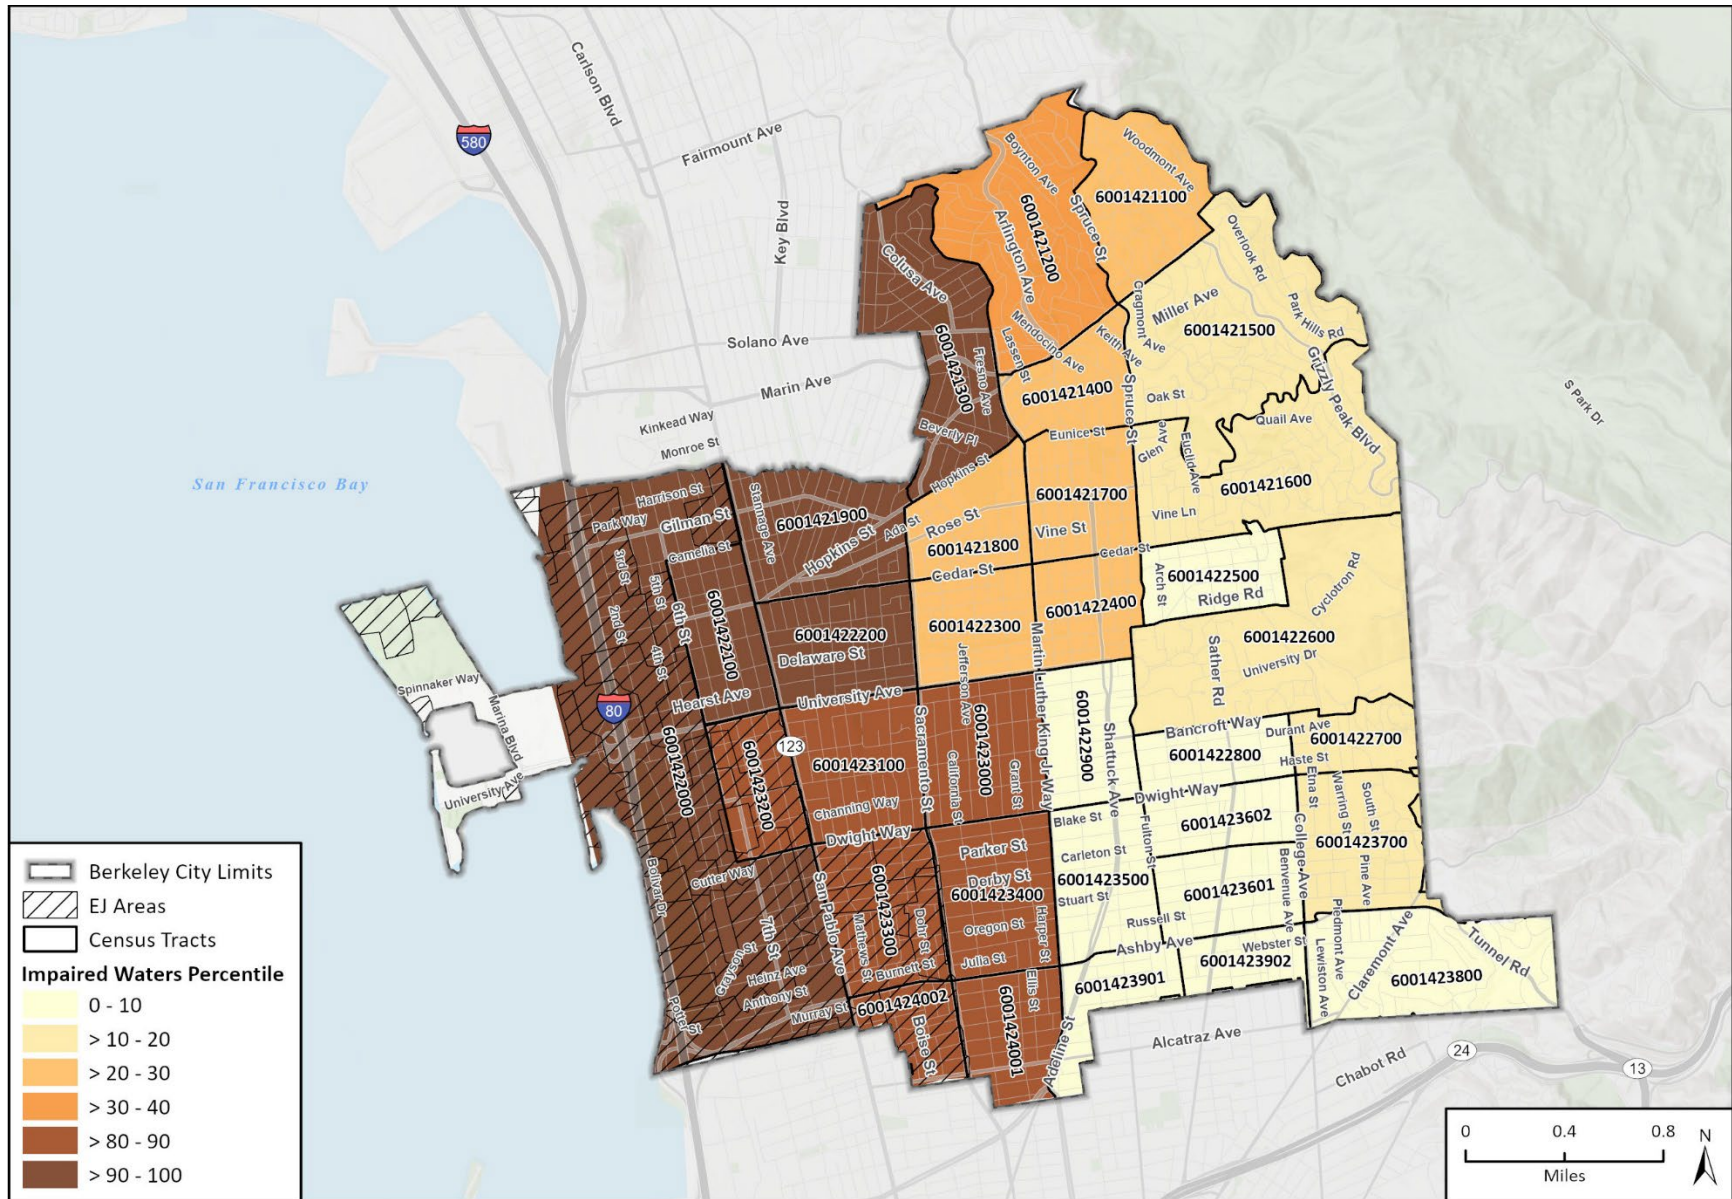 Carlson Blvd
580
Fairmount Ave
Key Blvd
Boynton Ave
Woodmont Ave
6001421100
6001421200
Spruce St
Arlington Ave
Overlook Rd
Colusa Ave
Park Hills Rd
Miller Ave
Cragmont Ave
6001421500
Mendocino Ave
Keith Ave
Lassen St
Solano Ave
Fresno Ave
6001421300
Grizzly Peak Blvd
S Park Dr
Marin Ave
6001421400
Spruce St
Oak St
Kinkead Way
Monroe St
Beverly Pl
Eunice St
Glen Ave
Euclid Ave
Quail Ave
San Francisco Bay
Hopkins St
6001421700
6001421600
Harrison St
Park Way
Gilman St
Stannage Ave
6001421900
Ada St
Rose St
Vine St
Vine Ln
Camelia St
Hopkins St
6001421800
Cedar St
Cedar St
3rd St
5th St
6th St
2nd St
4th St
6001422100
Arch St
6001422500
Ridge Rd
Cyclotron Rd
6001422400
6001422300
6001422200
Delaware St
Martin Luther King Jr Way
Jefferson Ave
Sather Rd
6001422600
University Dr
Spinnaker Way
Marina Blvd
Hearst Ave
University Ave
80
123
6001422000
6001423200
6001423100
Sacramento St
California St
6001423000
Grant St
6001422900
Shattuck Ave
Bancroft Way
Durant Ave
6001422700
6001422800
Haste St
University Ave
Channing Way
Dwight Way
Dwight Way
Etna St
Warring St
South St
Blake St
Fulton St
6001423602
College Ave
6001423700
Pine Ave
Parker St
Derby St
6001423400
Carleton St
6001423500
Stuart St
6001423601
Benvenue Ave
Bolivar Dr
Cutter Way
San Pablo Ave
6001423300
Mathews St
Dohr St
Oregon St
Harper St
Russell St
Piedmont Ave
Claremont Ave
Tunnel Rd
7th St
Grayson St
Heinz Ave
Anthony St
Murray St
Burnett St
Julia St
Ashby Ave
Webster St
6001423902
Lewiston Ave
6001423800
6001423901
Ellis St
6001424002
6001424001
Potter St
Boise St
Adeline St
Alcatraz Ave
Chabot Rd
24
13
Berkeley City Limits
EJ Areas
Census Tracts
Impaired Waters Percentile
0 - 10
> 10 - 20
> 20 - 30
> 30 - 40
> 80 - 90
> 90 - 100
0 0.4 0.8
Miles
N